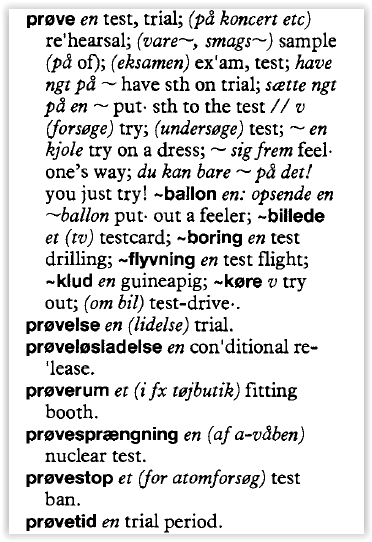 prøve en test, trial; (på koncert etc)
re'hearsal; (vare~, smags~) sample
(på of); (eksamen) ex'am, test; have
ngt på ~ have sth on trial; sætte ngt
på en ~ put· sth to the test // v
(forsøge) try; (undersøge) test; ~ en
kjole try on a dress; ~ sig frem feel·
one's way; du kan bare ~ på det!
you just try! ~ballon en: opsende en
~ballon put· out a feeler; ~billede
et (tv) testcard; ~boring en test
drilling; ~flyvning en test flight;
~klud en guineapig; ~køre v try
out; (om bil) test-drive·.
prøvelse en (lidelse) trial.
prøveløsladelse en con'ditional re-
'lease.
prøverum et (i fx tøjbutik) fitting
booth.
prøvesprængning en (af a-våben)
nuclear test.
prøvestop et (for atomforsøg) test
ban.
prøvetid en trial period.